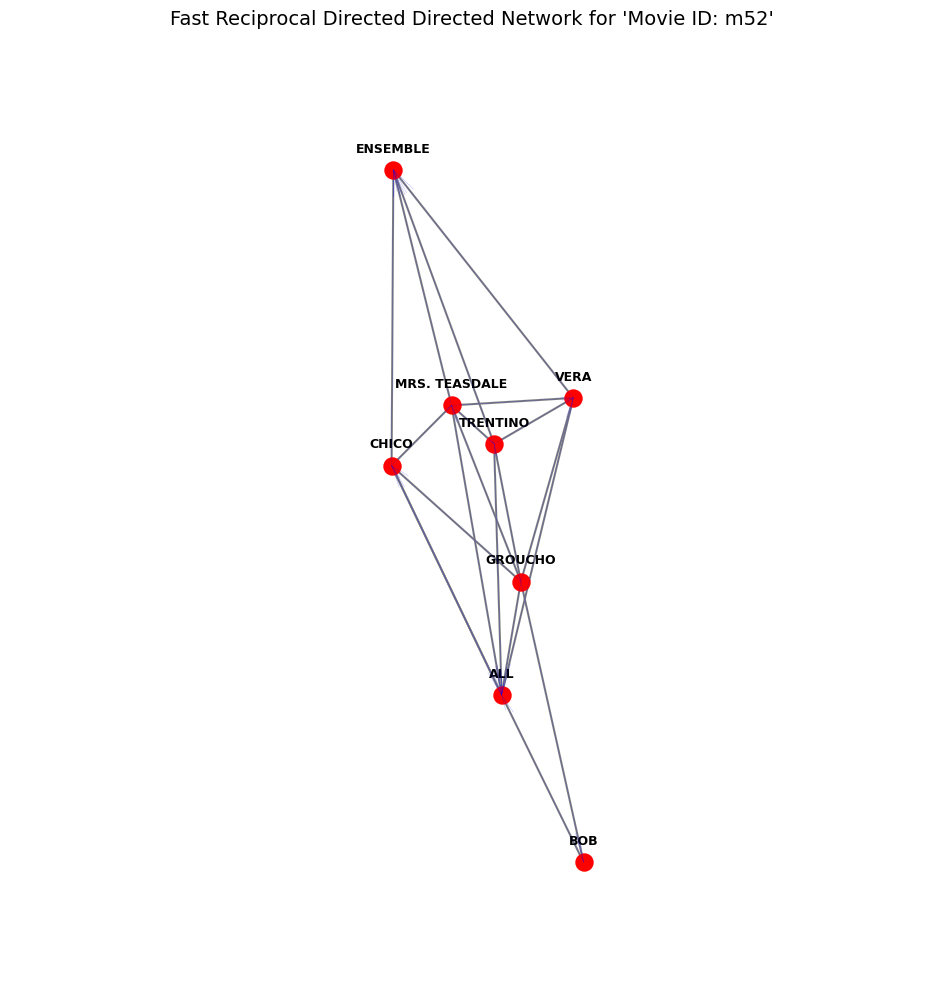 Fast Reciprocal Directed Directed Network for 'Movie ID: m52'
ENSEMBLE
VERA
MRS. TEASDALE
TRENTINO
CHICO
GROUCHO
ALL
BOB